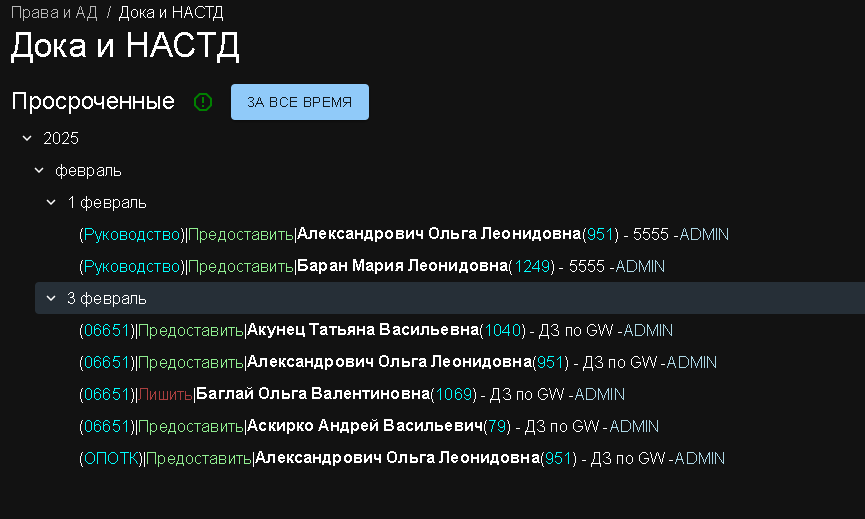 Права и АД / Дока и НАСТД
Дока и НАСТД
Просроченные ЗА ВСЕ ВРЕМЯ
2025
февраль
1 февраль
(Руководство)|Предоставить|Александрович Ольга Леонидовна(951) - 5555 -ADMIN
(Руководство)|Предоставить|Баран Мария Леонидовна(1249) - 5555 -ADMIN
3 февраль
(06651)|Предоставить|Акунец Татьяна Васильевна(1040) - ДЗ по GW -ADMIN
(06651)|Предоставить|Александрович Ольга Леонидовна(951) - ДЗ по GW -ADMIN
(06651)|Лишить|Баглай Ольга Валентиновна(1069) - ДЗ по GW -ADMIN
(06651)|Предоставить|Аскирко Андрей Васильевич(79) - ДЗ по GW -ADMIN
(ОПОТК)|Предоставить|Александрович Ольга Леонидовна(951) - ДЗ по GW -ADMIN